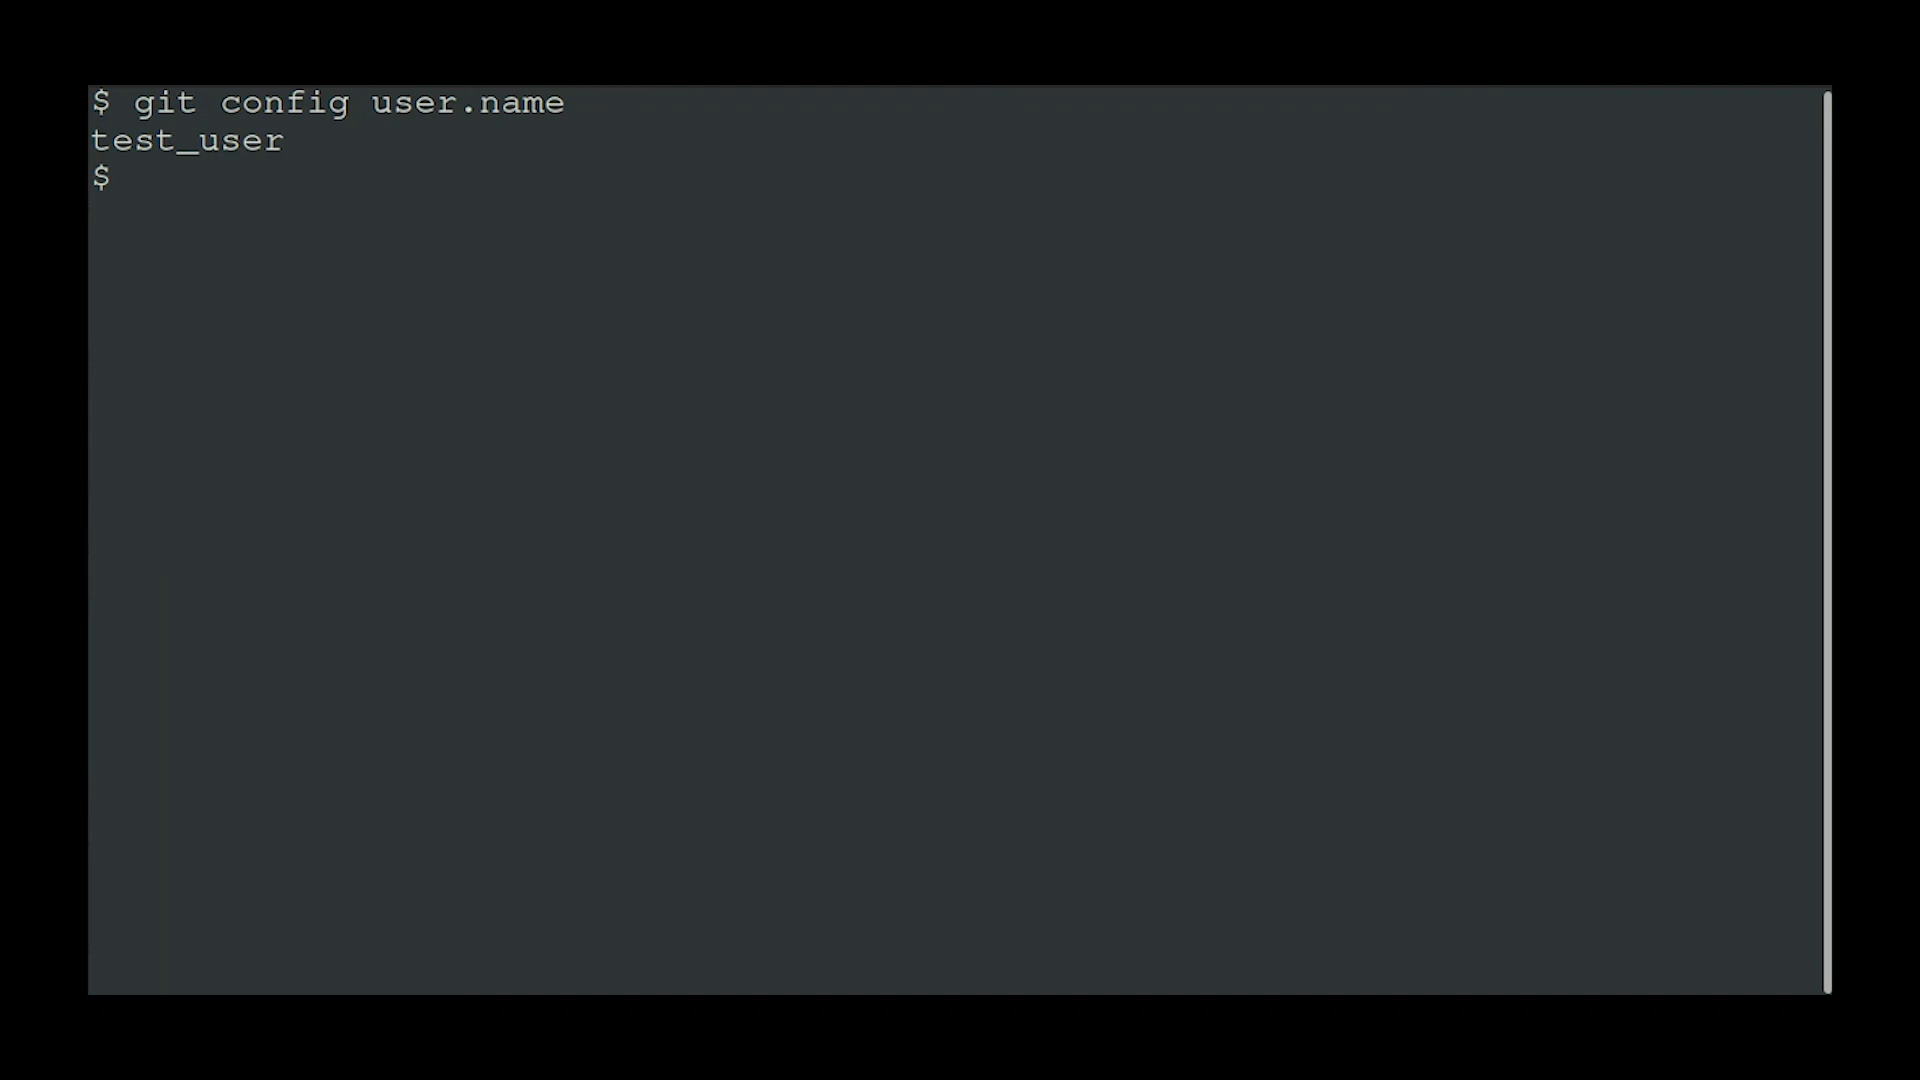 $ git config user.name
test_user
$